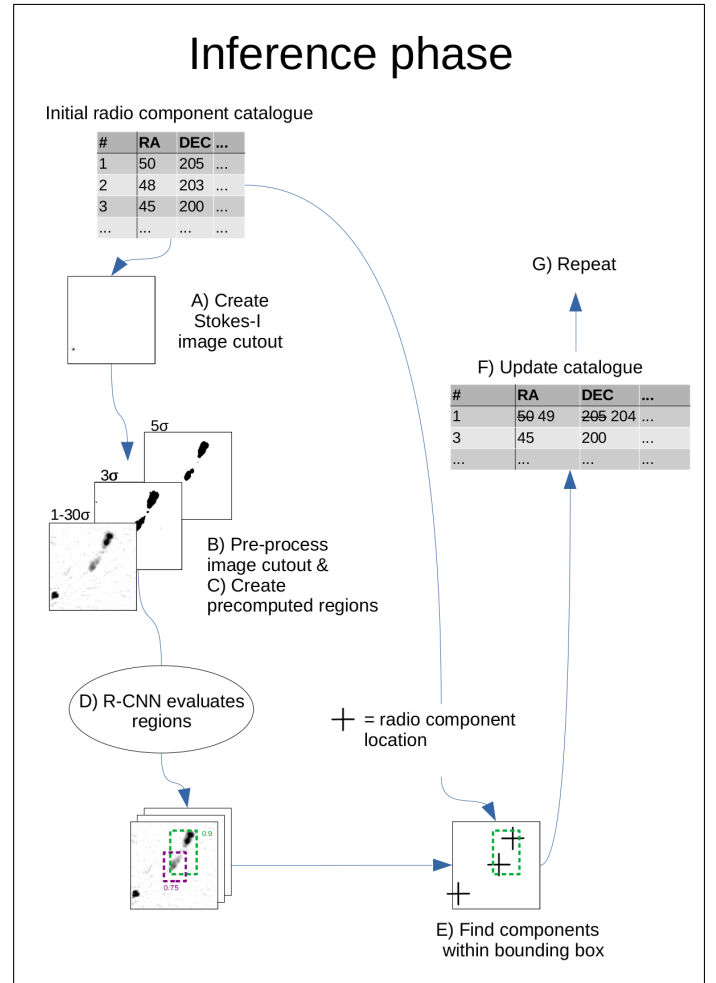 Inference phase
Initial radio component catalogue
# RA DEC ...
1 50 205 ...
2 48 203 ...
3 45 200 ...
... ... ... ...
A) Create
Stokes-I
image cutout
G) Repeat
F) Update catalogue
# RA DEC ...
1 50 49 205 204 ...
3 45 200 ...
... ... ... ...
5σ
3σ
1-30σ
B) Pre-process
image cutout &
C) Create
precomputed regions
D) R-CNN evaluates
regions
= radio component
location
0.9
0.75
E) Find components
within bounding box